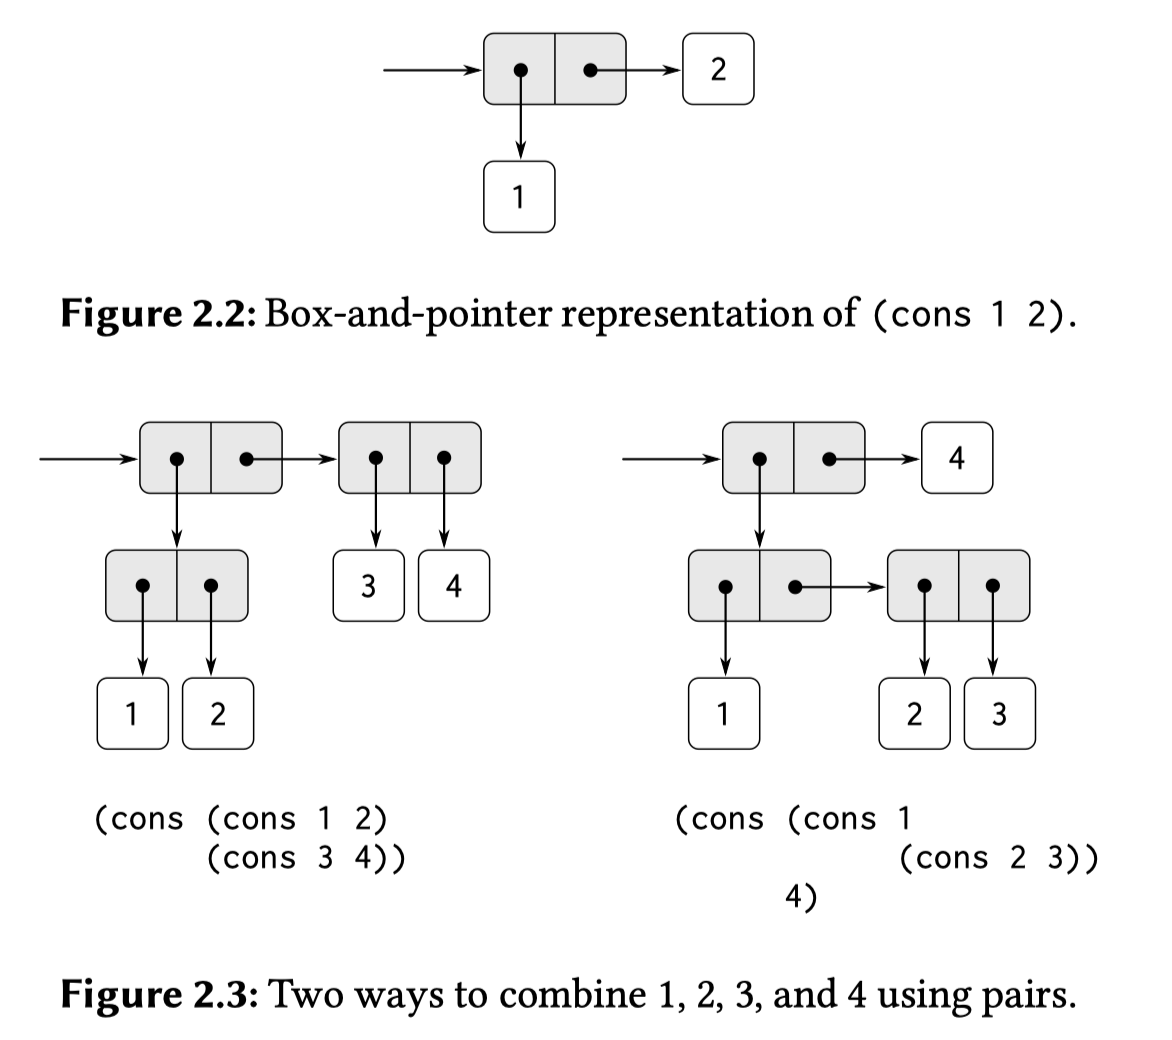 2
1
Figure 2.2: Box-and-pointer representation of (cons 1 2).
3 4
1 2
4
1 2 3
(cons (cons 1 2)
(cons 3 4))
(cons (cons 1
(cons 2 3))
4)
Figure 2.3: Two ways to combine 1, 2, 3, and 4 using pairs.